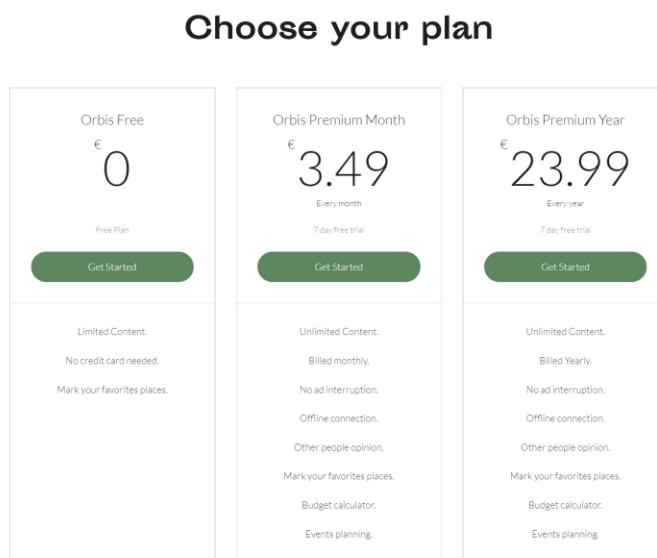 Choose your plan
Orbis Free
€
0
Free Plan
Get Started
Limited Content.
No credit card needed.
Mark your favorites places.
Orbis Premium Month
€
3.49
Every month
7 day free trial
Get Started
Unlimited Content.
Billed monthly.
No ad interruption.
Offline connection.
Other people opinion.
Mark your favorites places.
Budget calculator.
Events planning.
Orbis Premium Year
€
23.99
Every year
7 day free trial
Get Started
Unlimited Content.
Billed Yearly.
No ad interruption.
Offline connection.
Other people opinion.
Mark your favorites places.
Budget calculator.
Events planning.